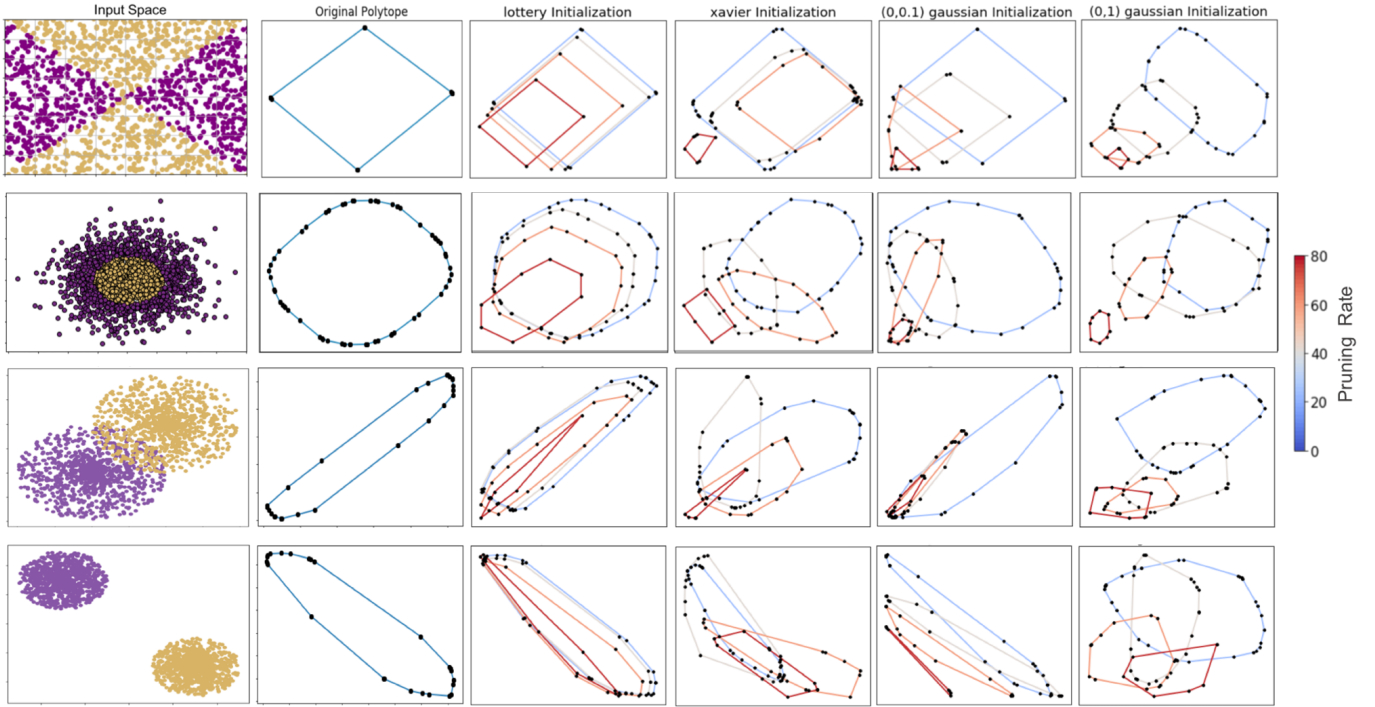 Input Space
Original Polytope
lottery Initialization
xavier Initialization
(0,0.1) gaussian Initialization
(0,1) gaussian Initialization
80
60
40
20
0
Pruning Rate